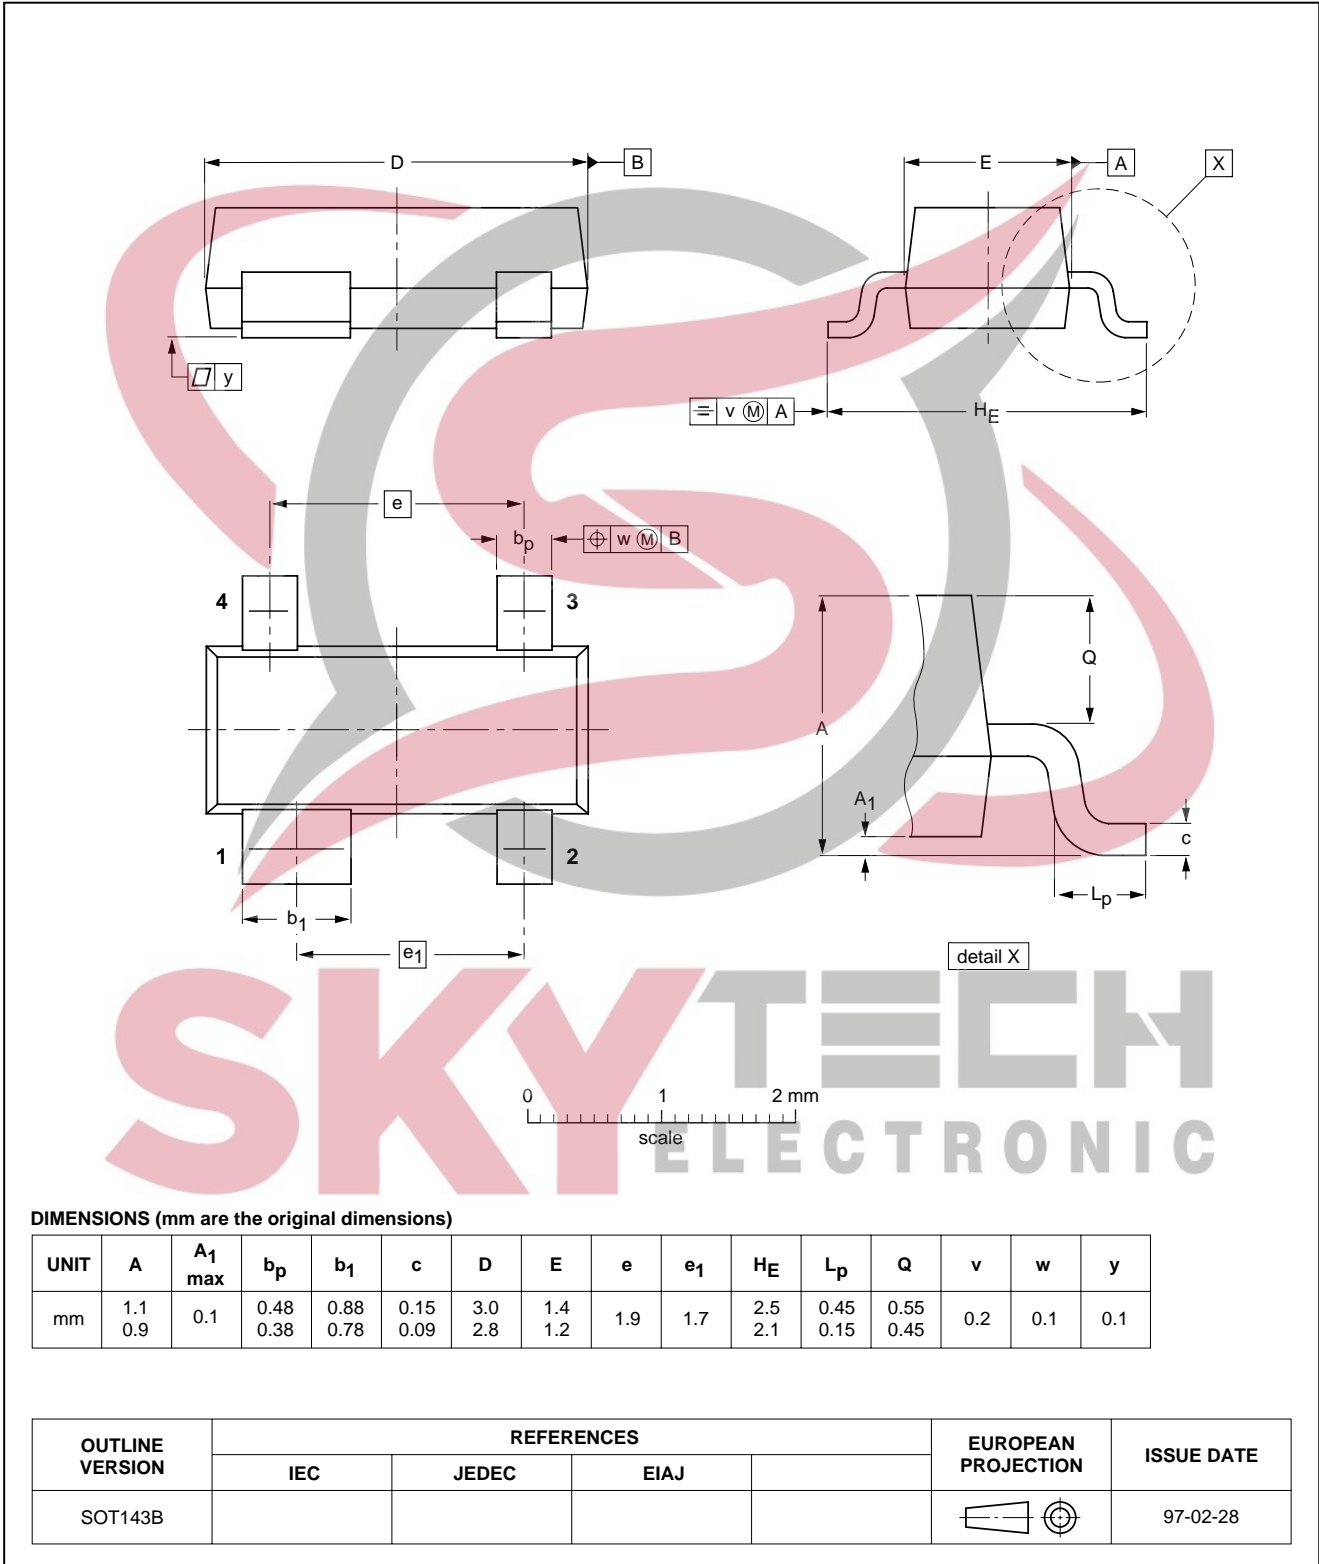 D B E A X
y
v M A H_E
e
b_p w M B
4 3
Q
A
A_1
1 2 c
b_1 L_p
e_1
detail X
SKYTECH
0 1 2 mm
scale
ELECTRONIC
DIMENSIONS (mm are the original dimensions)
UNIT A A_1 max b_p b_1 c D E e e_1 H_E L_p Q v w y
mm 1.1 0.9 0.1 0.48 0.38 0.88 0.78 0.15 0.09 3.0 2.8 1.4 1.2 1.9 1.7 2.5 2.1 0.45 0.15 0.55 0.45 0.2 0.1 0.1
OUTLINE VERSION REFERENCES EUROPEAN PROJECTION ISSUE DATE
IEC JEDEC EIAJ
SOT143B 97-02-28